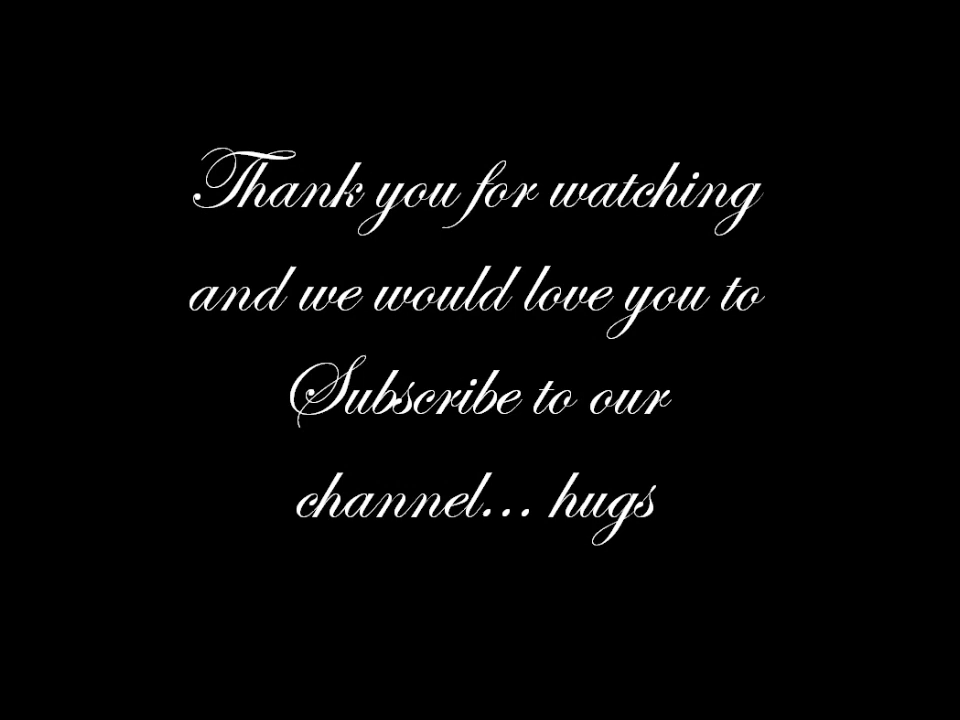 Thank you for watching
and we would love you to
Subscribe to our
channel... hugs